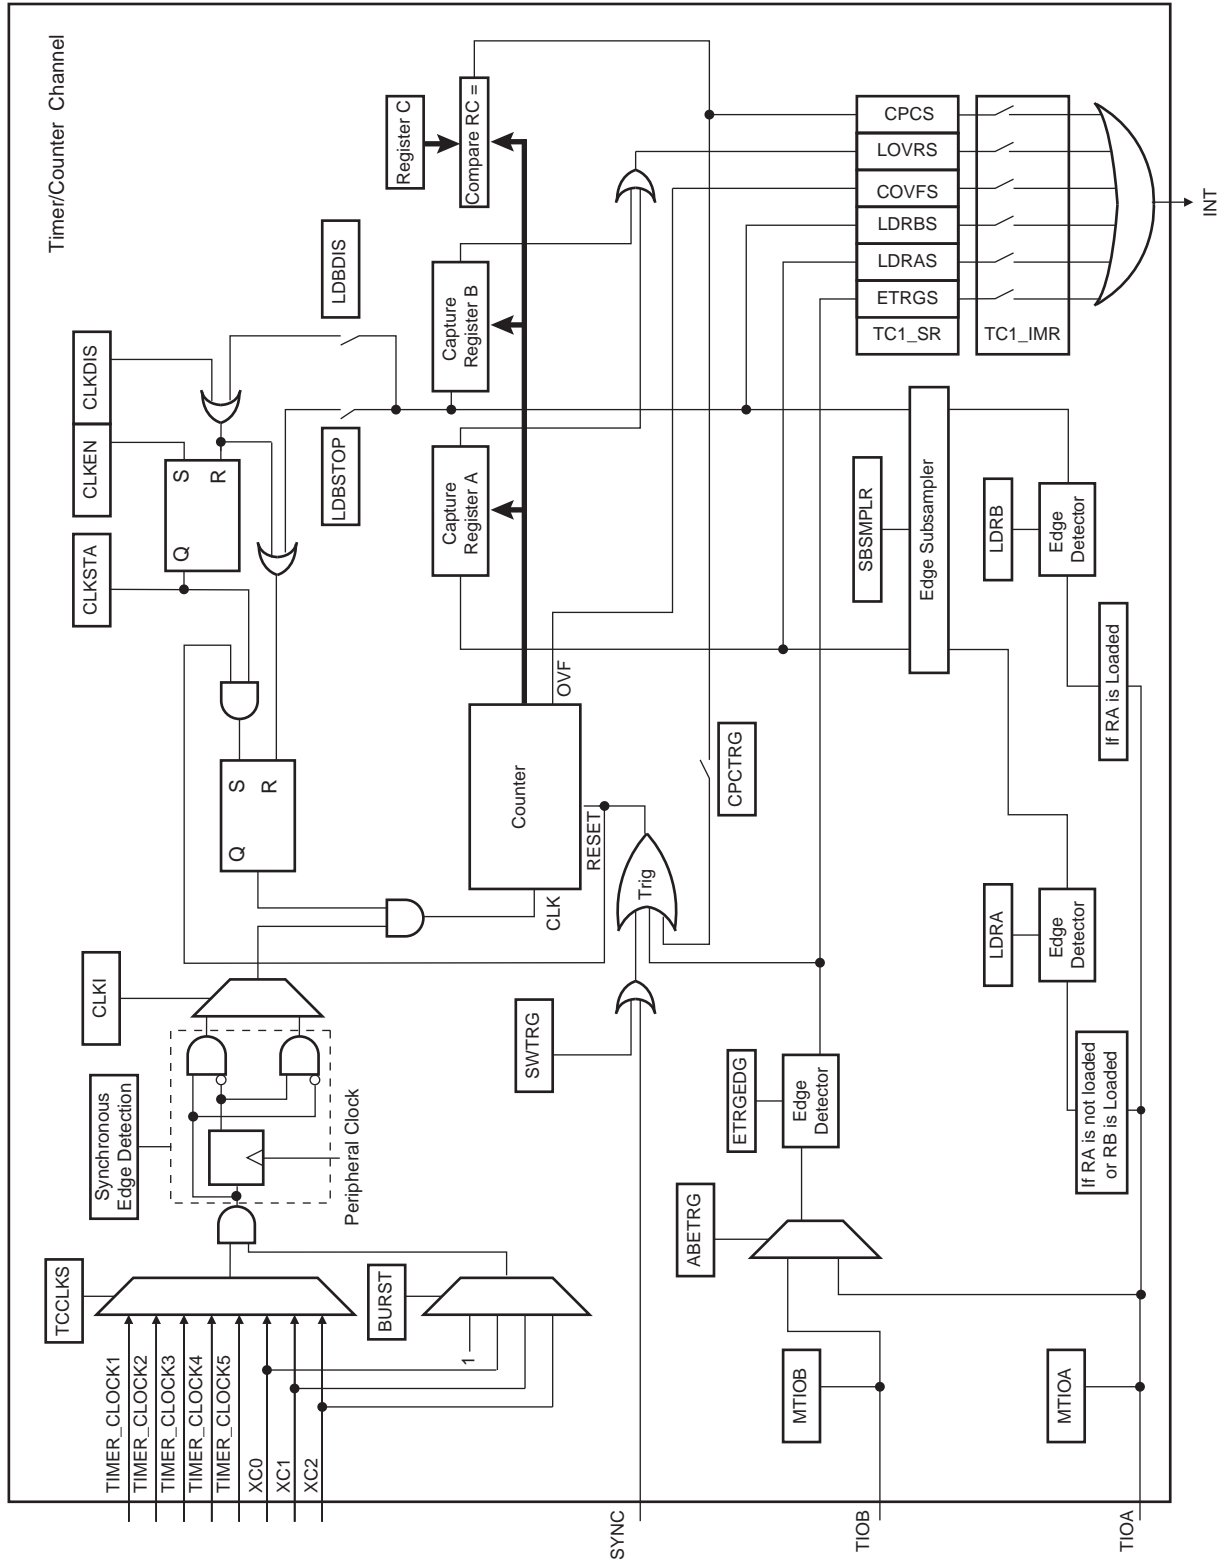 Timer/Counter Channel
TCCLKS
TIMER_CLOCK1
TIMER_CLOCK2
TIMER_CLOCK3
TIMER_CLOCK4
TIMER_CLOCK5
XC0
XC1
XC2
Synchronous
Edge Detection
CLKI
Peripheral Clock
BURST
1
CLKSTA
CLKEN
CLKDIS
Q
S
R
Q
S
R
LDBSTOP
LDBDIS
Register C
Capture
Register A
Capture
Register B
Compare RC =
Counter
CLK
OVF
RESET
SWTRG
SYNC
Trig
CPCTRG
ABETRG
ETRGEDG
Edge
Detector
MTIOB
TIOB
MTIOA
TIOA
SBSMPLR
Edge Subsampler
LDRA
Edge
Detector
If RA is not loaded
or RB is Loaded
LDRB
Edge
Detector
If RA is Loaded
CPCS
LOVRS
COVFS
LDRBS
LDRAS
ETRGS
TC1_SR
TC1_IMR
INT